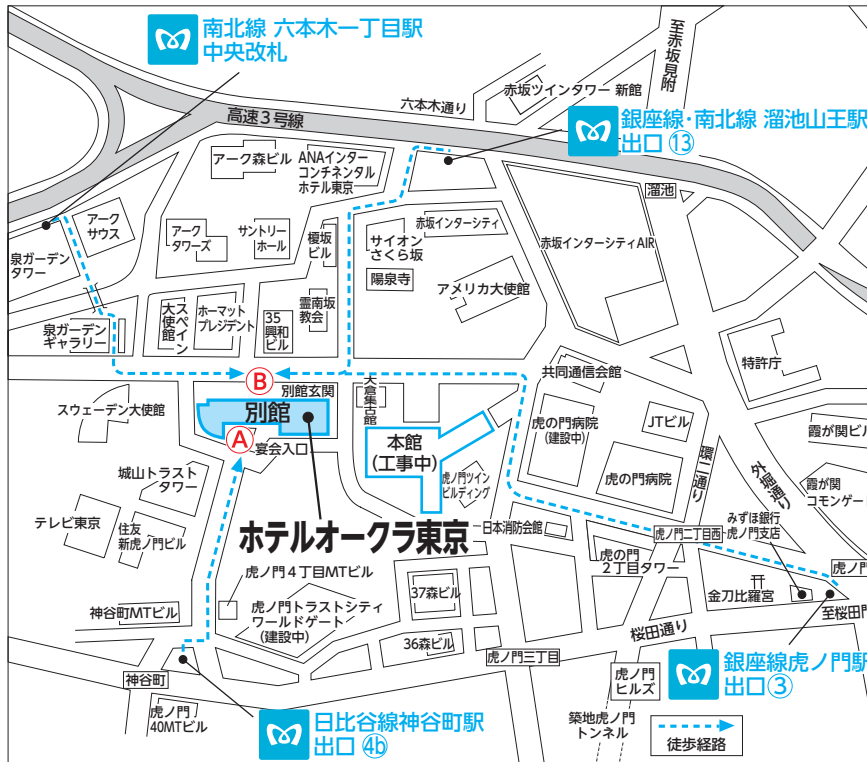 南北線 六本木一丁目駅
中央改札
至赤坂見附
赤坂ツインタワー 新館
六本木通り
高速3号線
銀座線・南北線 溜池山王駅
出口⑬
アーク森ビル
ANAインター
コンチネンタル
ホテル東京
溜池
アーク
サウス
アーク
タワーズ
サントリー
ホール
榎坂
ビル
サイオン
さくら坂
赤坂インターシティ
赤坂インターシティAIR
泉ガーデン
タワー
陽泉寺
アメリカ大使館
泉ガーデン
ギャラリー
スペイン
大使館
ホーマット
プレジデント
35
興和
ビル
霊南坂
教会
特許庁
共同通信会館
B
別館玄関
大倉集古館
スウェーデン大使館
別館
A
宴会入口
本館
(工事中)
虎の門病院
(建設中)
JTビル
霞が関ビル
環二通り
外堀通り
城山トラスト
タワー
虎ノ門ツイン
ビルディング
虎の門病院
霞が関
コモンゲート
テレビ東京
住友
新虎ノ門ビル
ホテルオークラ東京
日本消防会館
虎ノ門二丁目西
みずほ銀行
虎ノ門支店
虎の門
2丁目タワー
虎ノ門
虎ノ門4丁目MTビル
37森ビル
金刀比羅宮
至桜田門
神谷町MTビル
虎ノ門トラストシティ
ワールドゲート
(建設中)
36森ビル
桜田通り
虎ノ門三丁目
神谷町
虎ノ門
ヒルズ
銀座線虎ノ門駅
出口③
虎ノ門
40MTビル
日比谷線神谷町駅
出口 ④b
築地虎ノ門
トンネル
徒歩経路